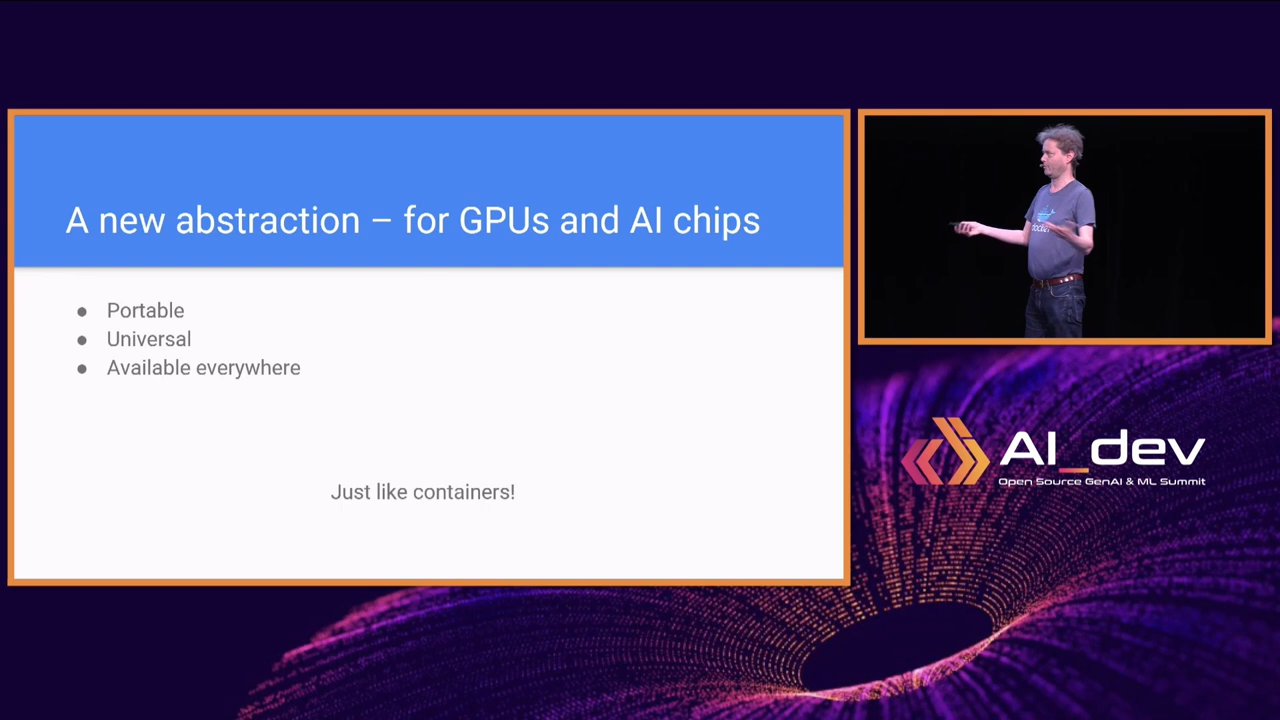 A new abstraction – for GPUs and AI chips
● Portable
● Universal
● Available everywhere
Just like containers!
docker
AI_dev
Open Source GenAI & ML Summit